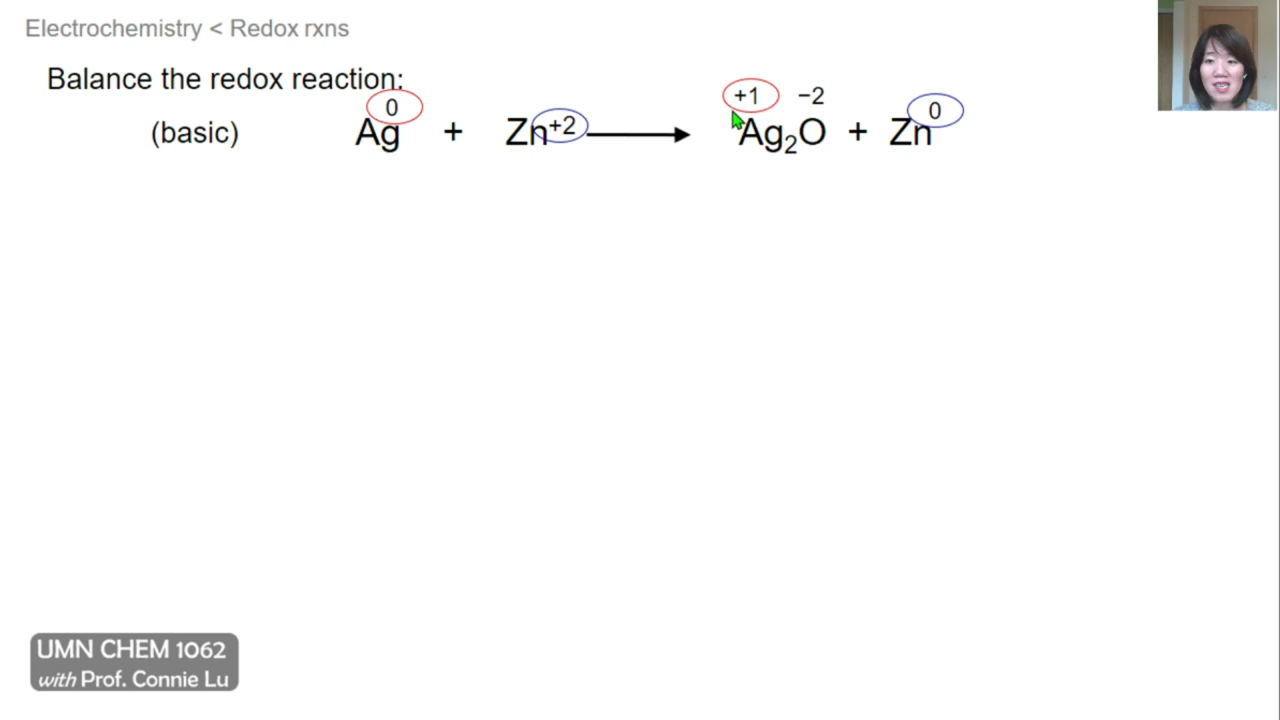 Electrochemistry < Redox rxns
Balance the redox reaction:
0 +1 −2 0
(basic) Ag + Zn⁺² ⟶ Ag₂O + Zn
UMN CHEM 1062
with Prof. Connie Lu